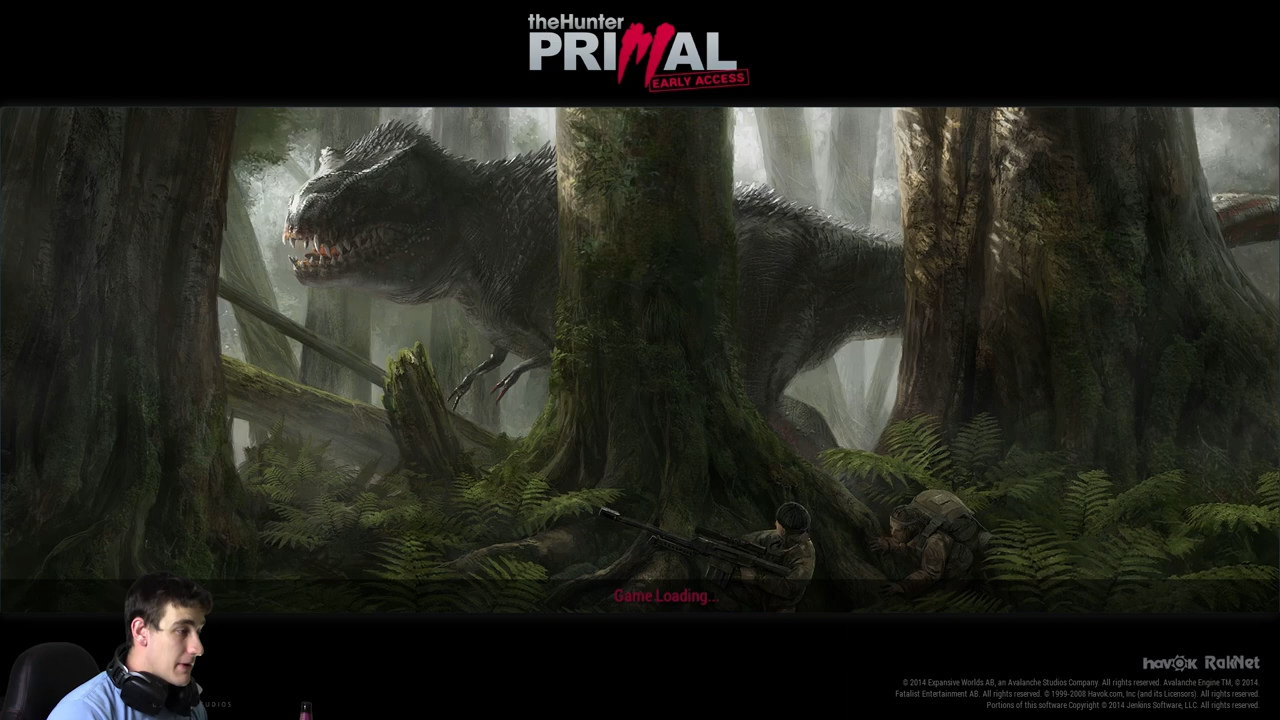 theHunter
PRIMAL
EARLY ACCESS
Game Loading...
UDIOS
havok RakNet
© 2014 Expansive Worlds AB, an Avalanche Studios Company. All rights reserved. Avalanche Engine TM, © 2014.
Fatalist Entertainment AB. All rights reserved. © 1999-2008 Havok.com, Inc (and its Licensors). All rights reserved.
Portions of this software Copyright © 2014 Jenkins Software, LLC. All rights reserved.